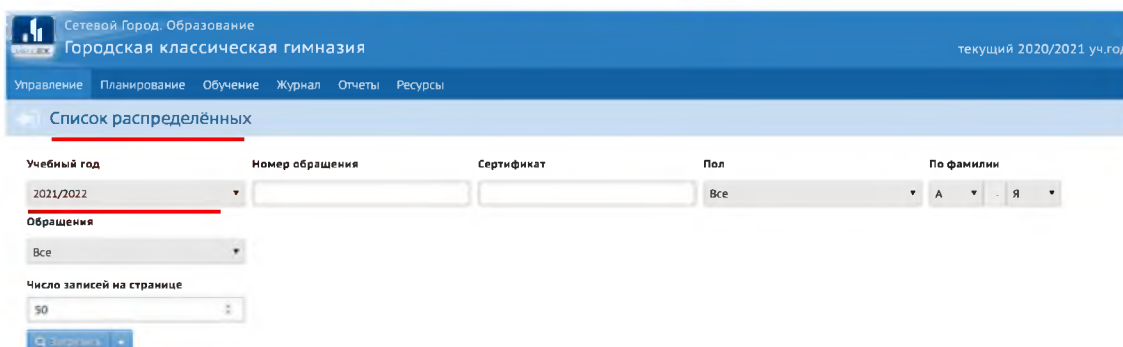 Сетевой Город. Образование
Городская классическая гимназия
текущий 2020/2021 уч.год
Управление Планирование Обучение Журнал Отчеты Ресурсы
Список распределённых
Учебный год Номер обращения Сертификат Пол По фамилии
2021/2022 Все А - Я
Обращения
Все
Число записей на странице
50
Загрузить